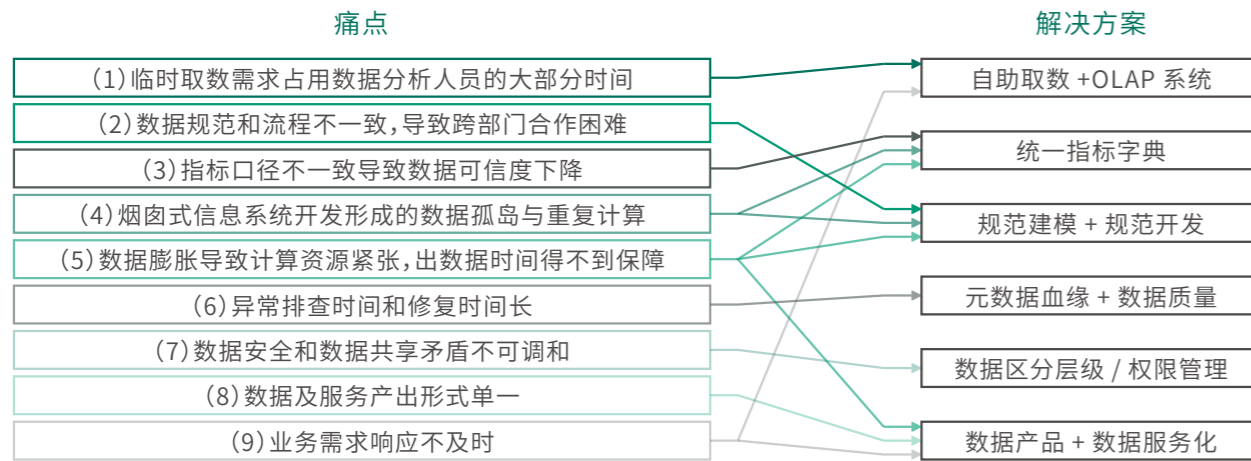 痛点
解决方案
（1）临时取数需求占用数据分析人员的大部分时间
（2）数据规范和流程不一致，导致跨部门合作困难
（3）指标口径不一致导致数据可信度下降
（4）烟囱式信息系统开发形成的数据孤岛与重复计算
（5）数据膨胀导致计算资源紧张，出数据时间得不到保障
（6）异常排查时间和修复时间长
（7）数据安全和数据共享矛盾不可调和
（8）数据及服务产出形式单一
（9）业务需求响应不及时
自助取数 +OLAP 系统
统一指标字典
规范建模 + 规范开发
元数据血缘 + 数据质量
数据区分层级 / 权限管理
数据产品 + 数据服务化